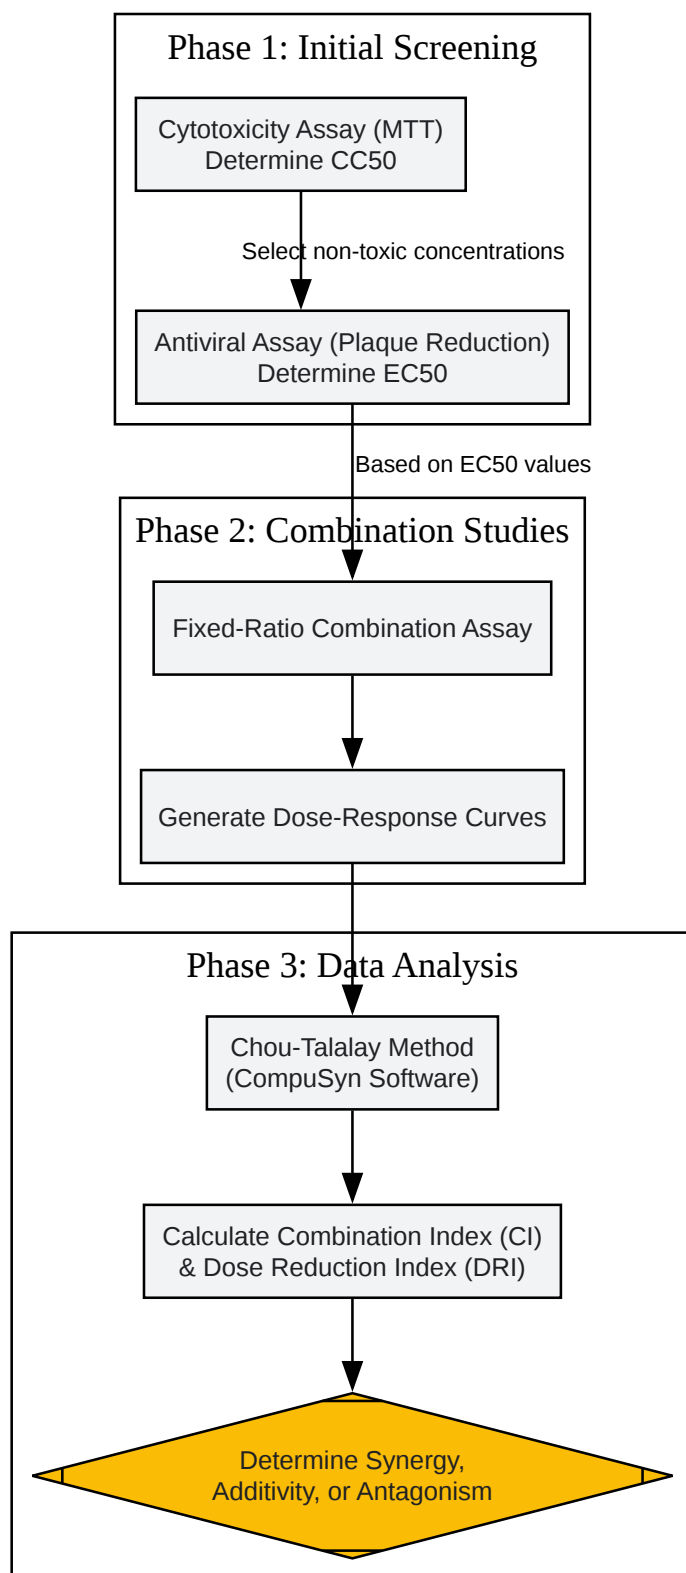 Phase 1: Initial Screening
Cytotoxicity Assay (MTT)
Determine CC50
Select non-toxic concentrations
Antiviral Assay (Plaque Reduction)
Determine EC50
Based on EC50 values
Phase 2: Combination Studies
Fixed-Ratio Combination Assay
Generate Dose-Response Curves
Phase 3: Data Analysis
Chou-Talalay Method
(CompuSyn Software)
Calculate Combination Index (CI)
& Dose Reduction Index (DRI)
Determine Synergy,
Additivity, or Antagonism